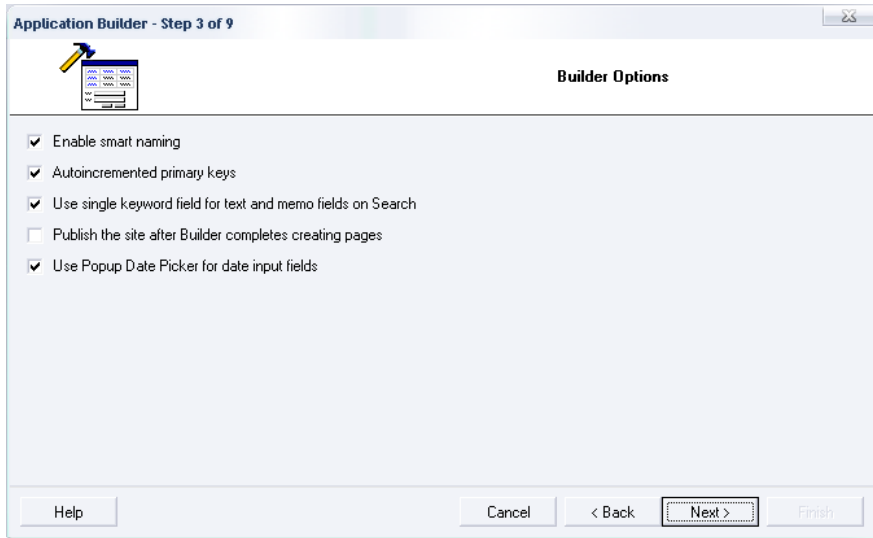 Application Builder - Step 3 of 9
Builder Options
Enable smart naming
Autoincremented primary keys
Use single keyword field for text and memo fields on Search
Publish the site after Builder completes creating pages
Use Popup Date Picker for date input fields
Help Cancel < Back Next > Finish